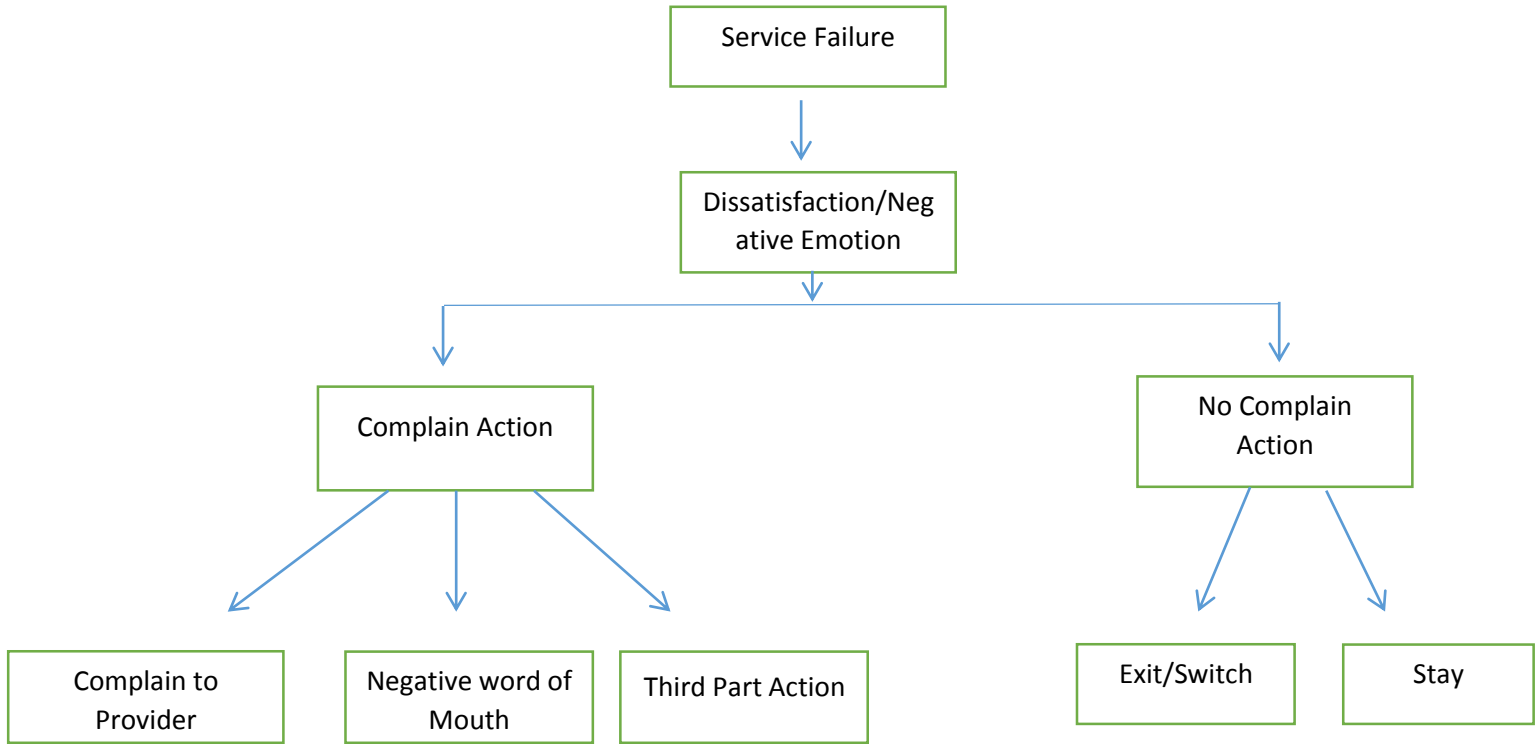 Service Failure
Dissatisfaction/Neg
ative Emotion
Complain Action
No Complain
Action
Complain to
Provider
Negative word of
Mouth
Third Part Action
Exit/Switch
Stay